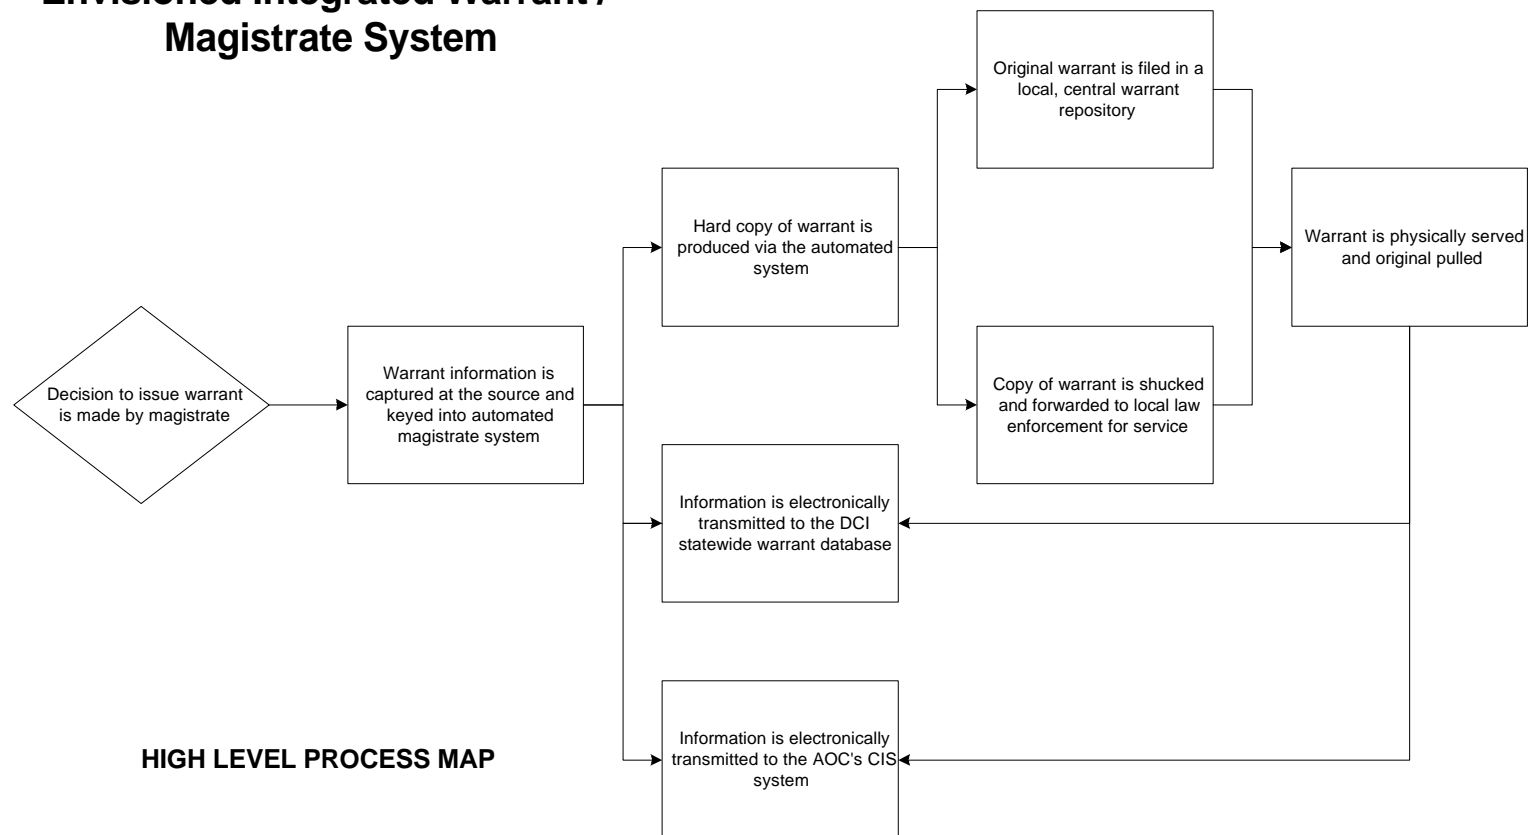 Envisioned Integrated Warrant /
Magistrate System
Original warrant is filed in a
local, central warrant
repository
Hard copy of warrant is
produced via the automated
system
Warrant is physically served
and original pulled
Decision to issue warrant
is made by magistrate
Warrant information is
captured at the source and
keyed into automated
magistrate system
Copy of warrant is shucked
and forwarded to local law
enforcement for service
Information is electronically
transmitted to the DCI
statewide warrant database
Information is electronically
transmitted to the AOC's CIS
system
HIGH LEVEL PROCESS MAP